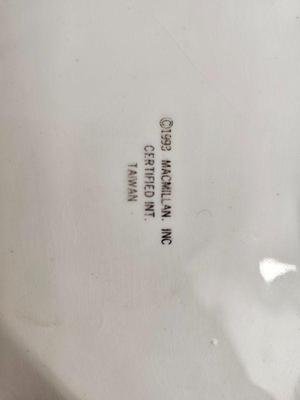 ©1993 MACMILLAN, INC
CERTIFIED INT.
TAIWAN